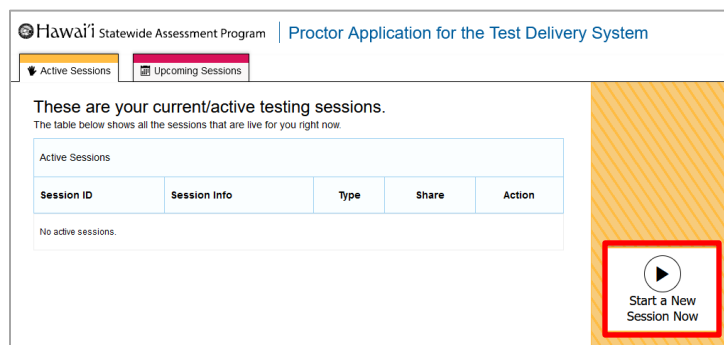 Hawai'i Statewide Assessment Program
Proctor Application for the Test Delivery System
Active Sessions
Upcoming Sessions
These are your current/active testing sessions.
The table below shows all the sessions that are live for you right now.
Active Sessions
Session ID Session Info Type Share Action
No active sessions.
Start a New
Session Now